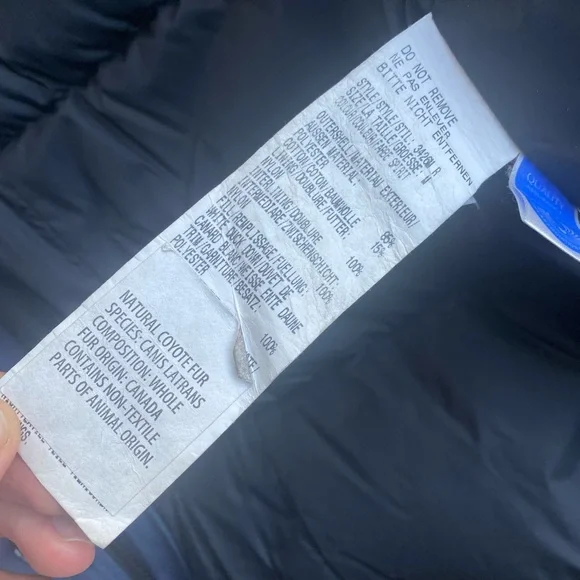 DO NOT REMOVE
NE PAS ENLEVER
BITTE NICHT ENTFERNEN
STYLE/STYLE/STIL: 3426M R
SIZE/LA TAILLE/GRÖSSE: M
OUTERSHELL/MATERIAU EXTERIEUR/
AUSSEN MATERIAL:
POLYESTER 85%
COTTON/COTON/BAUMWOLLE 15%
LINING/DOUBLURE/FUTTER:
NYLON 100%
INTERLINING/DOUBLURE
INTERMEDIARE/ZWISCHENSCHICHT:
NYLON 100%
FILL/REMPLISSAGE/FUELLUNG
WHITE DUCK DOWN/DUVET DE
CANARD BLANC/WEISSE ENTE DAUNE
TRIM/GARNITURE/BESATZ:
POLYESTER 100%
NATURAL COYOTE FUR
SPECIES: CANIS LATRANS
COMPOSITION: WHOLE
FUR ORIGIN: CANADA
CONTAINS NON-TEXTILE
PARTS OF ANIMAL ORIGIN.
QUALITY